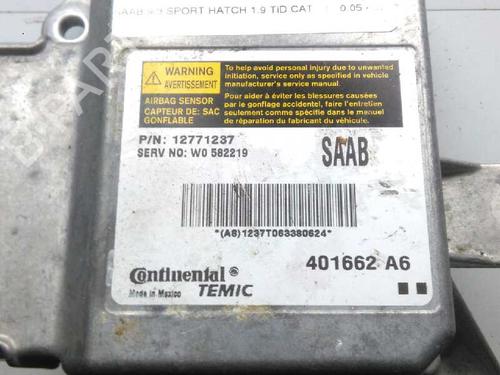 SPORT HATCH 1.9 TID CAT
WARNING
AVERTISSEMENT
To help avoid personal injury due to unwanted
initiation, service only as specified in vehicle
manufacturer's service manual.
AIRBAG SENSOR
CAPTEUR DE: SAC
GONFLABLE
Pour aider à éviter les blessures causées
par le gonflage accidentel, faire l'entretien
seulement comme spécifié dans le manuel
de réparation du fabricant du véhicule.
P/N: 12771237
SERV NO: W0 582219
SAAB
*(A6)1237T063380624*
Continental®
Made in Mexico
TEMIC
401662 A6